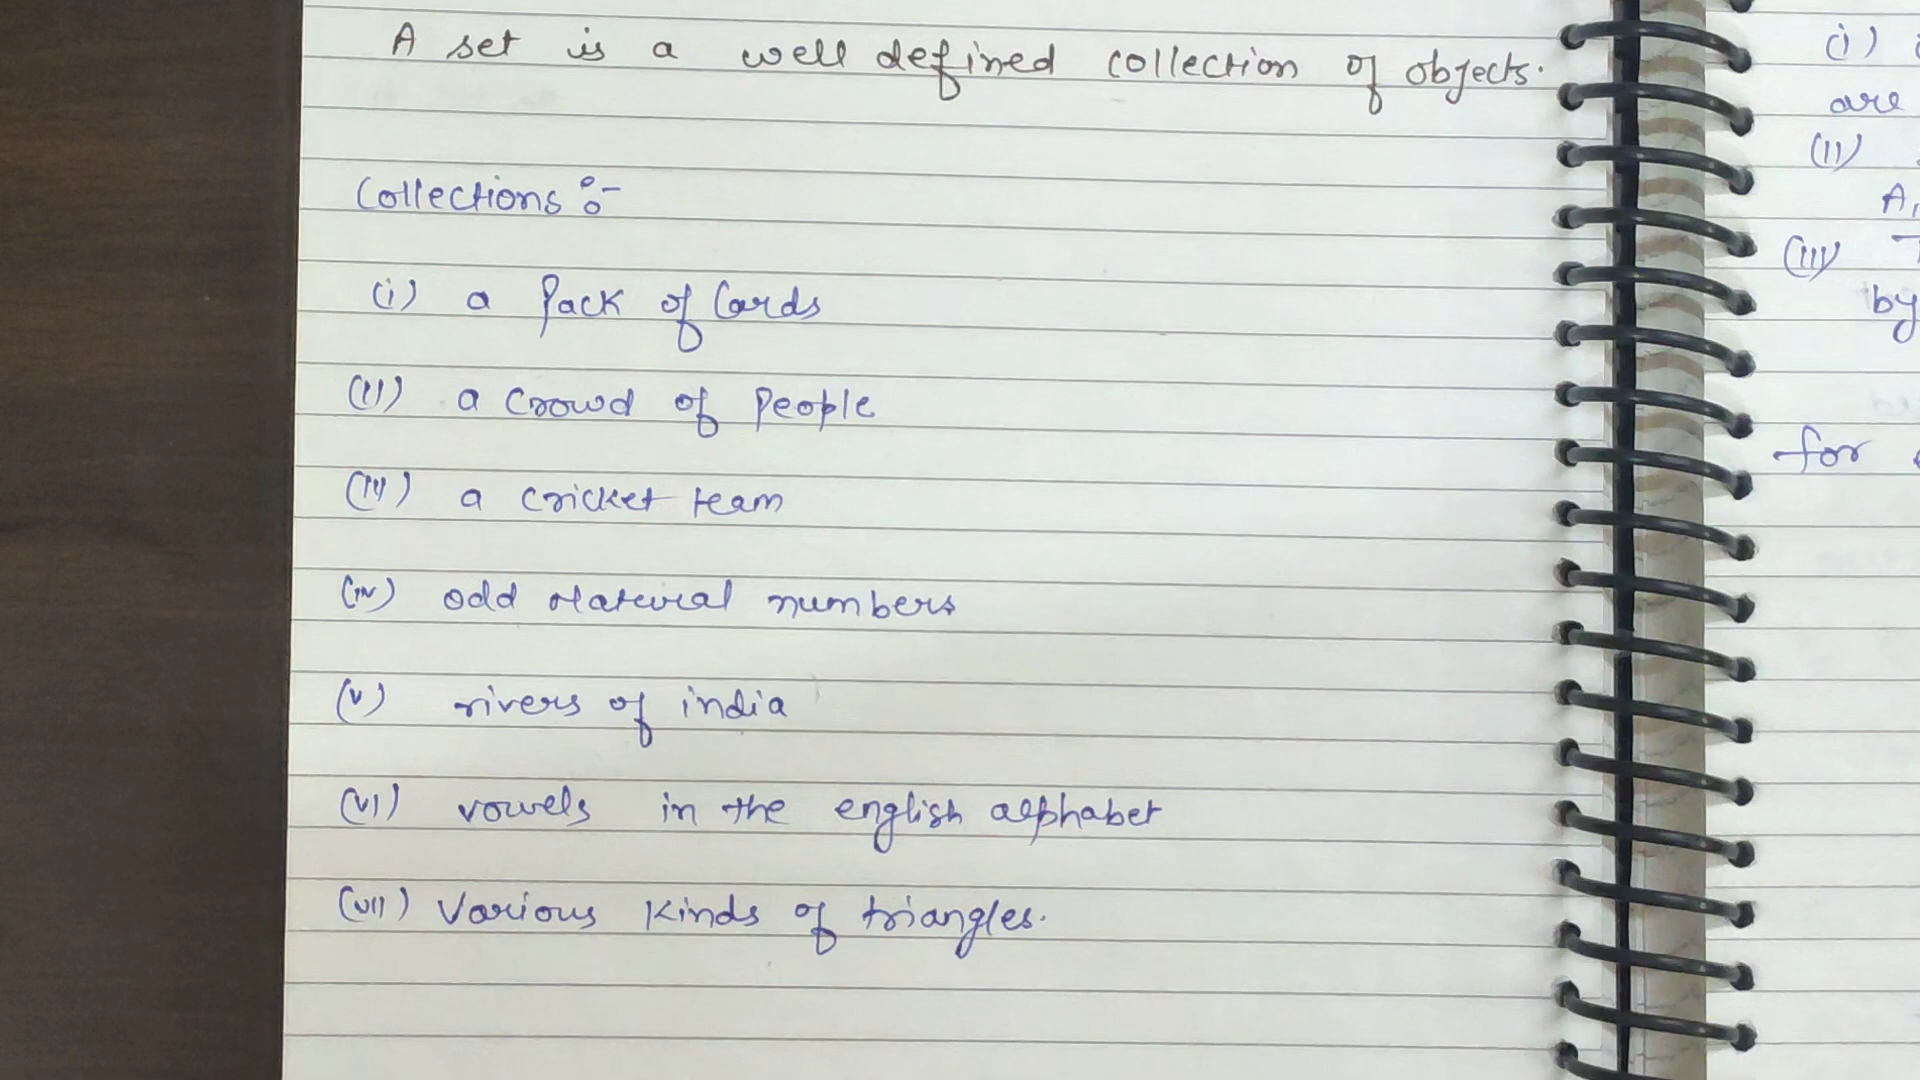 A set is a well defined collection of objects.
Collections :-
(i) a Pack of Cards
(ii) a Crowd of People
(iii) a cricket team
(iv) odd natural numbers
(v) rivers of india
(vi) vowels in the english alphabet
(vii) Various Kinds of triangles.
(i)
are
(ii)
A,
(iii)
by
for